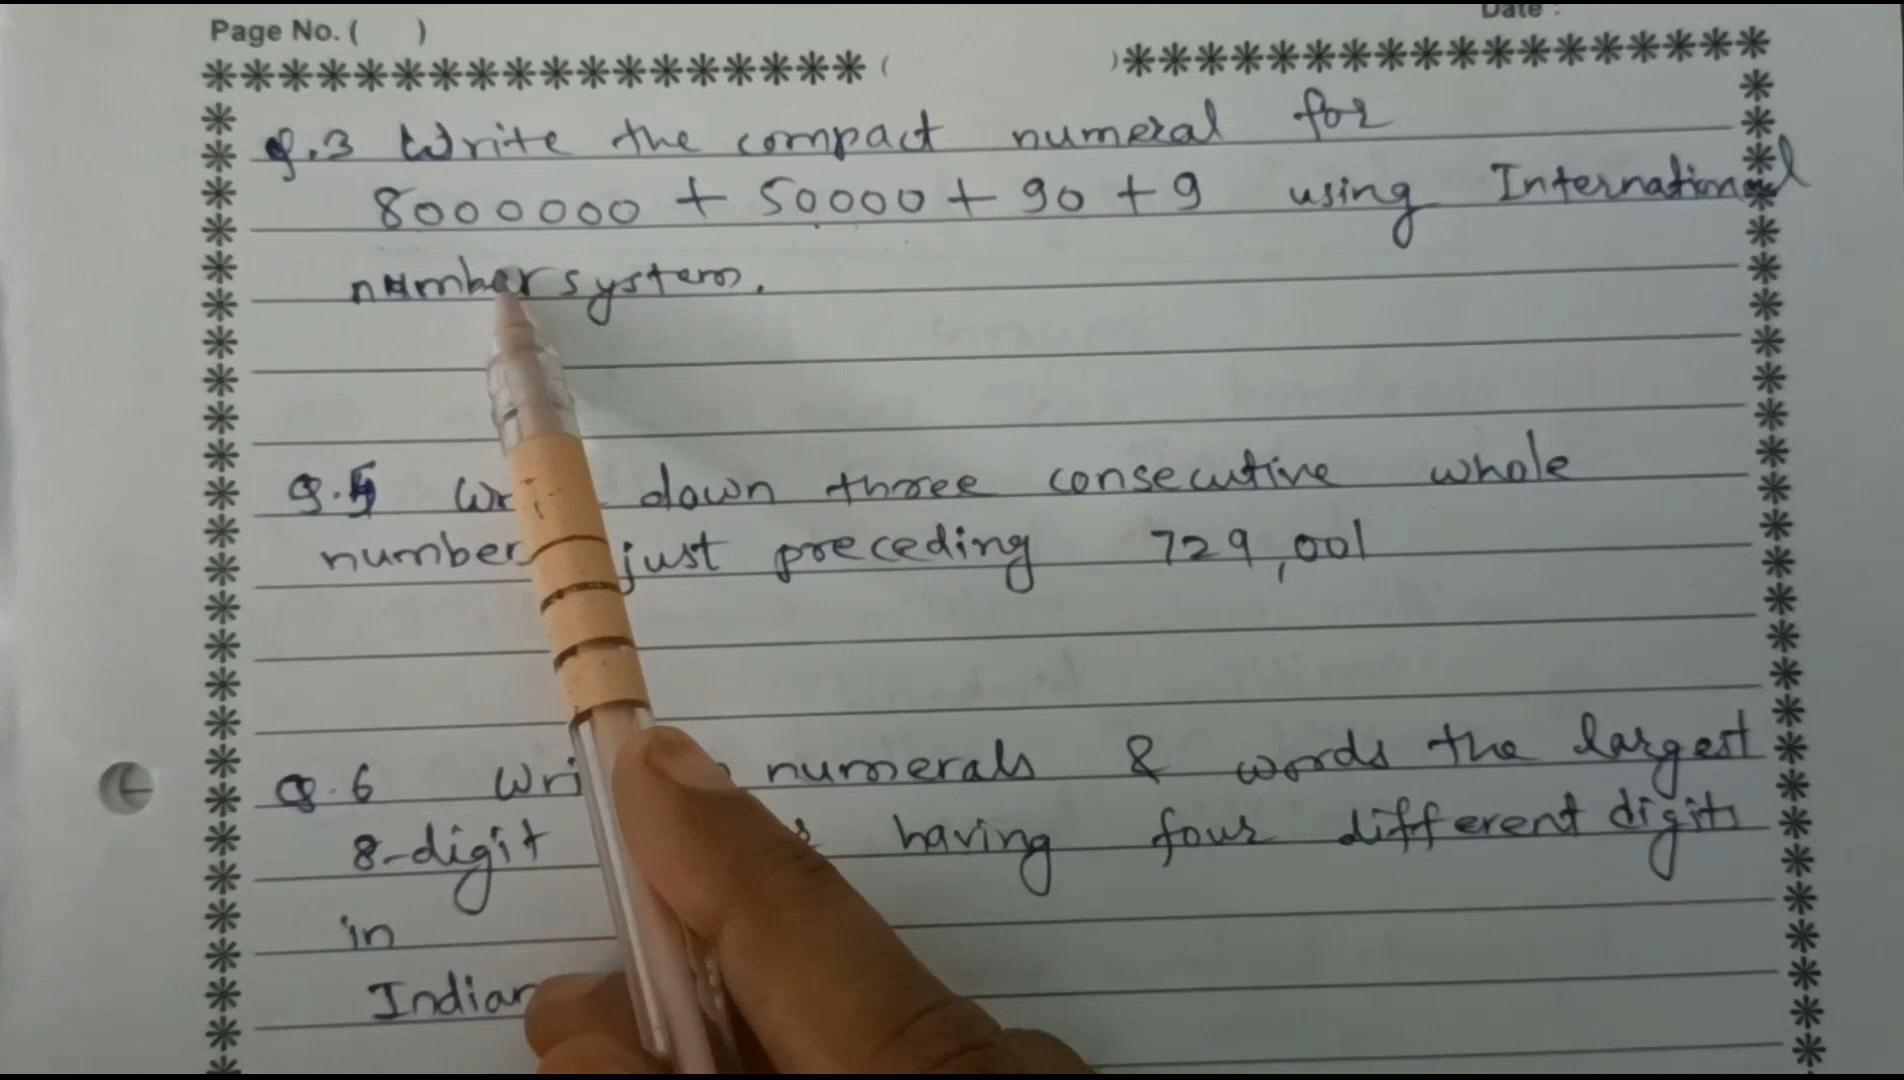 Page No. ( )
Date :
Q.3 Write the compact numeral for
8000000 + 50000 + 90 + 9 using International
number system.
Q.5 down three consecutive whole
number just preceding 729,001
Q.6 numerals & words the largest
8-digit having four different digits
in
Indian